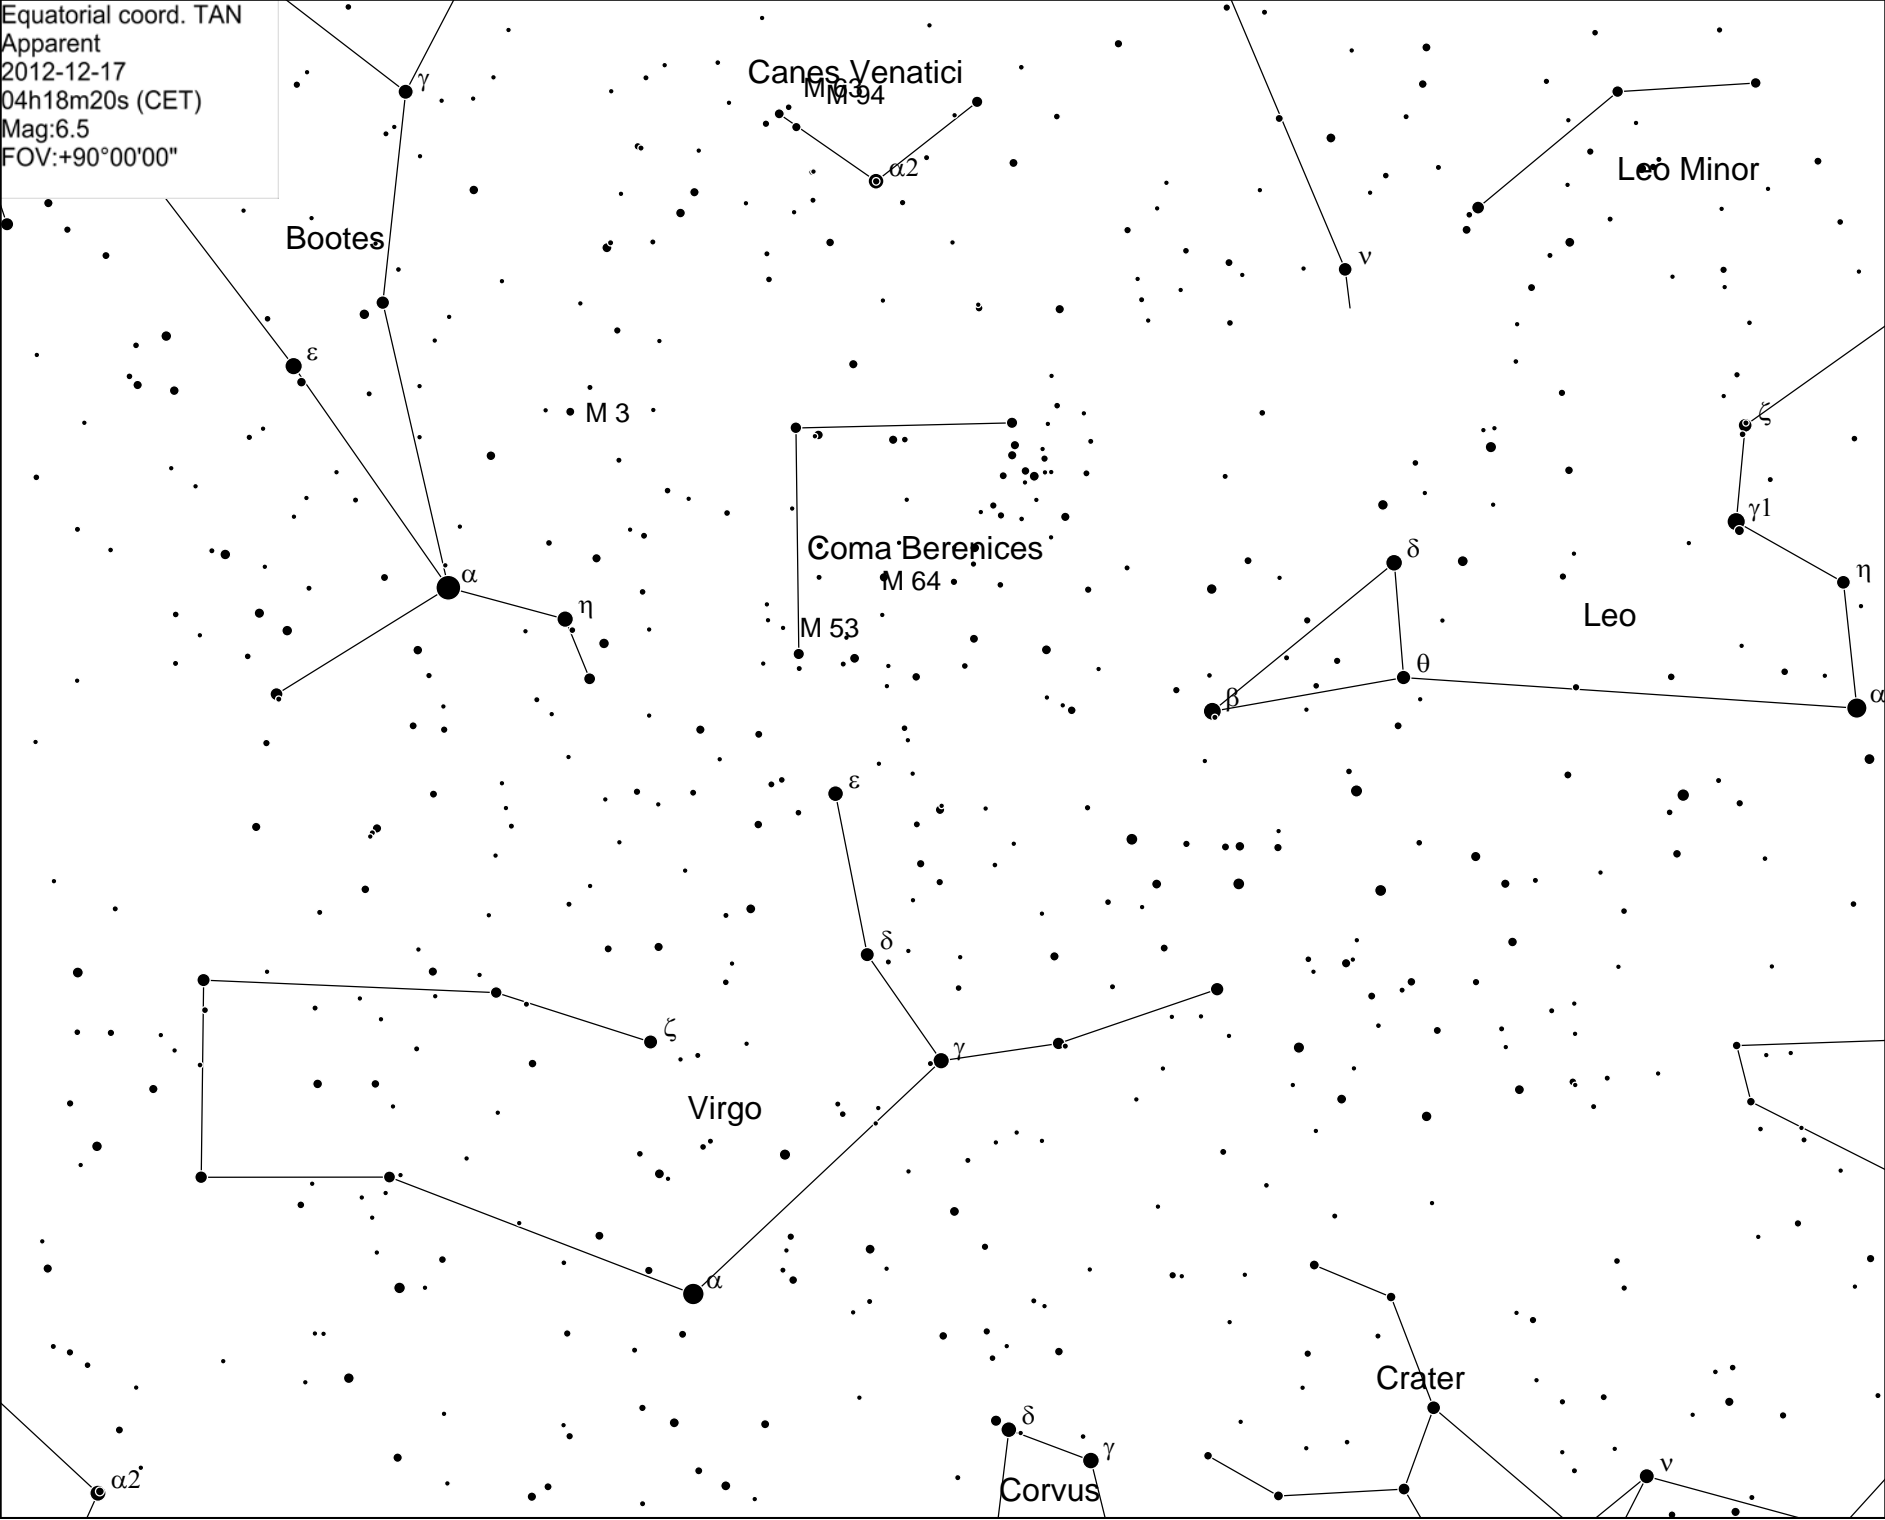 Equatorial coord. TAN
Apparent
2012-12-17
04h18m20s (CET)
Mag:6.5
FOV:+90°00'00"
γ
Canes Venatici
M 63
M 94
α2
Leo Minor
Bootes
ν
ε
M 3
ζ
γ1
Coma Berenices
δ
α
M 64
η
η
Leo
M 53
θ
β
α
ε
δ
ζ
γ
Virgo
α
Crater
δ
γ
α2
Corvus
ν